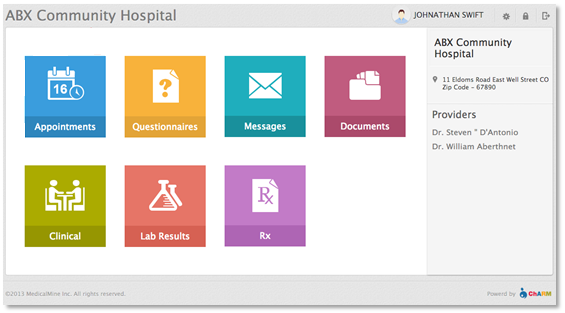 ABX Community Hospital
JOHNATHAN SWIFT
16
Appointments
Questionnaires
Messages
Documents
Clinical
Lab Results
Rx
Rx
ABX Community
Hospital
11 Eldoms Road East Well Street CO
Zip Code - 67890
Providers
Dr. Steven " D'Antonio
Dr. William Aberthnet
©2013 MedicalMine Inc. All rights reserved.
Powerd by ChARM